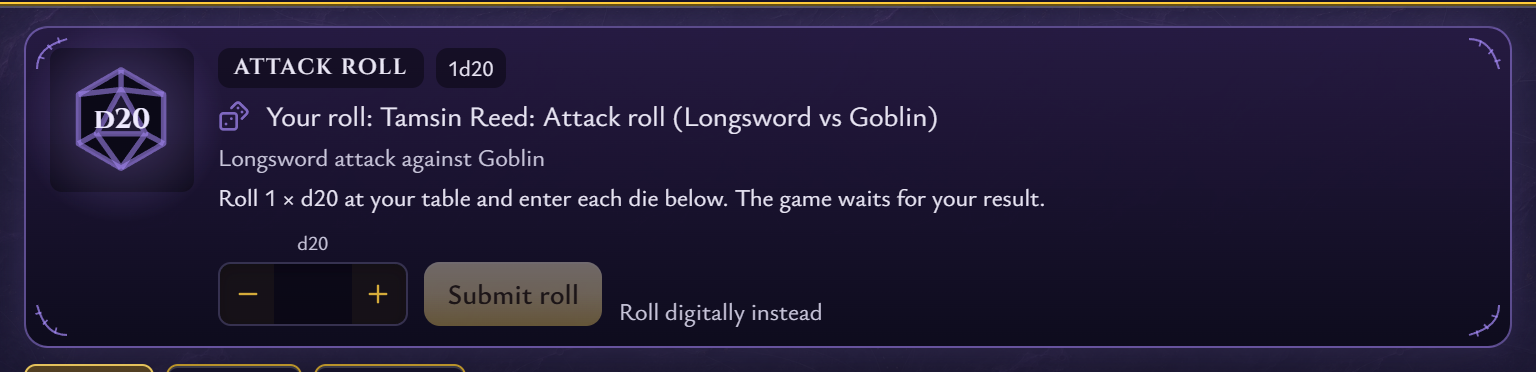 D20
ATTACK ROLL
1d20
Your roll: Tamsin Reed: Attack roll (Longsword vs Goblin)
Longsword attack against Goblin
Roll 1 × d20 at your table and enter each die below. The game waits for your result.
d20
− +
Submit roll
Roll digitally instead